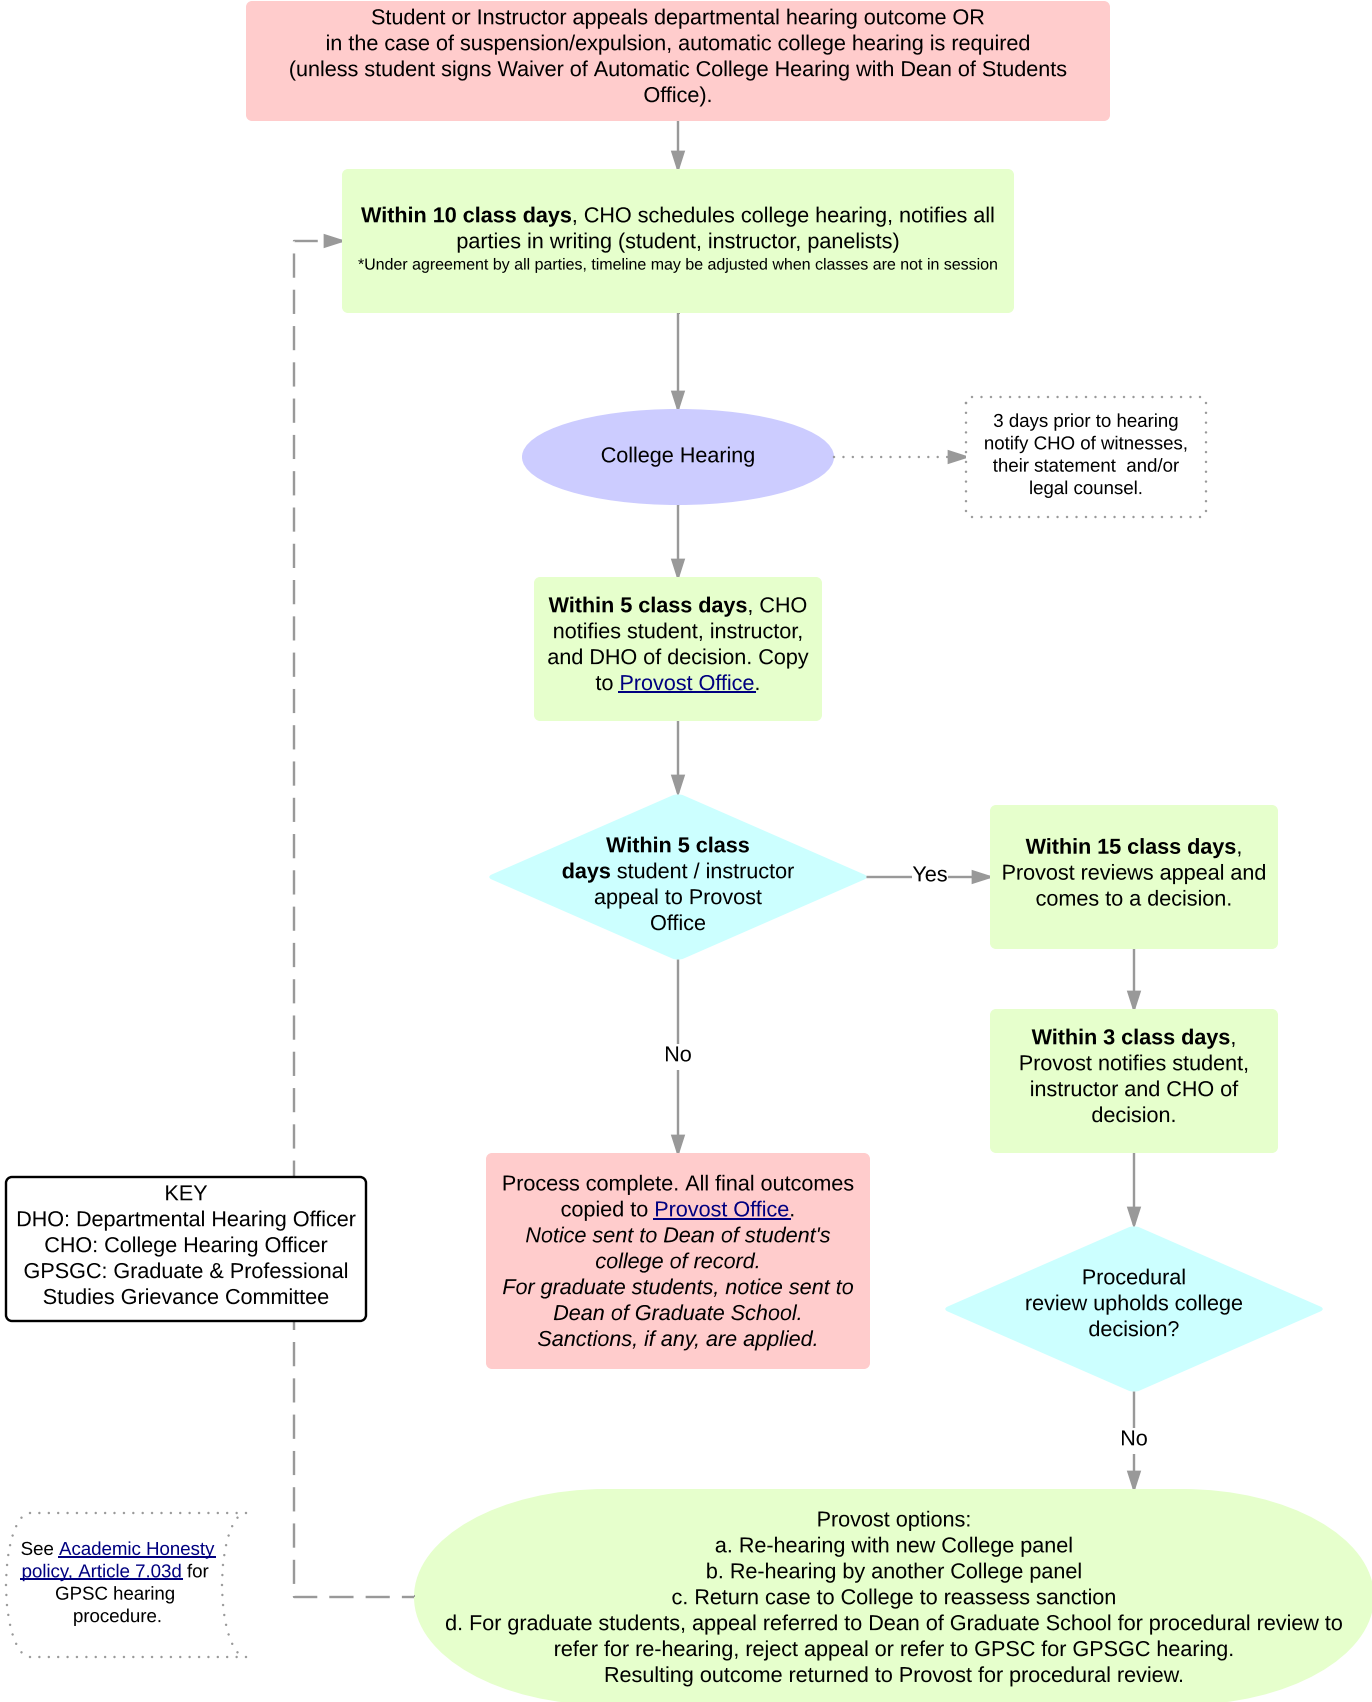 Student or Instructor appeals departmental hearing outcome OR
in the case of suspension/expulsion, automatic college hearing is required
(unless student signs Waiver of Automatic College Hearing with Dean of Students
Office).
Within 10 class days, CHO schedules college hearing, notifies all
parties in writing (student, instructor, panelists)
*Under agreement by all parties, timeline may be adjusted when classes are not in session
College Hearing
3 days prior to hearing
notify CHO of witnesses,
their statement and/or
legal counsel.
Within 5 class days, CHO
notifies student, instructor,
and DHO of decision. Copy
to Provost Office.
Within 5 class
days student / instructor
appeal to Provost
Office
Yes
Within 15 class days,
Provost reviews appeal and
comes to a decision.
Within 3 class days,
Provost notifies student,
instructor and CHO of
decision.
No
Process complete. All final outcomes
copied to Provost Office.
Notice sent to Dean of student's
college of record.
For graduate students, notice sent to
Dean of Graduate School.
Sanctions, if any, are applied.
KEY
DHO: Departmental Hearing Officer
CHO: College Hearing Officer
GPSGC: Graduate & Professional
Studies Grievance Committee
Procedural
review upholds college
decision?
No
See Academic Honesty
policy, Article 7.03d for
GPSC hearing
procedure.
Provost options:
a. Re-hearing with new College panel
b. Re-hearing by another College panel
c. Return case to College to reassess sanction
d. For graduate students, appeal referred to Dean of Graduate School for procedural review to
refer for re-hearing, reject appeal or refer to GPSC for GPSGC hearing.
Resulting outcome returned to Provost for procedural review.